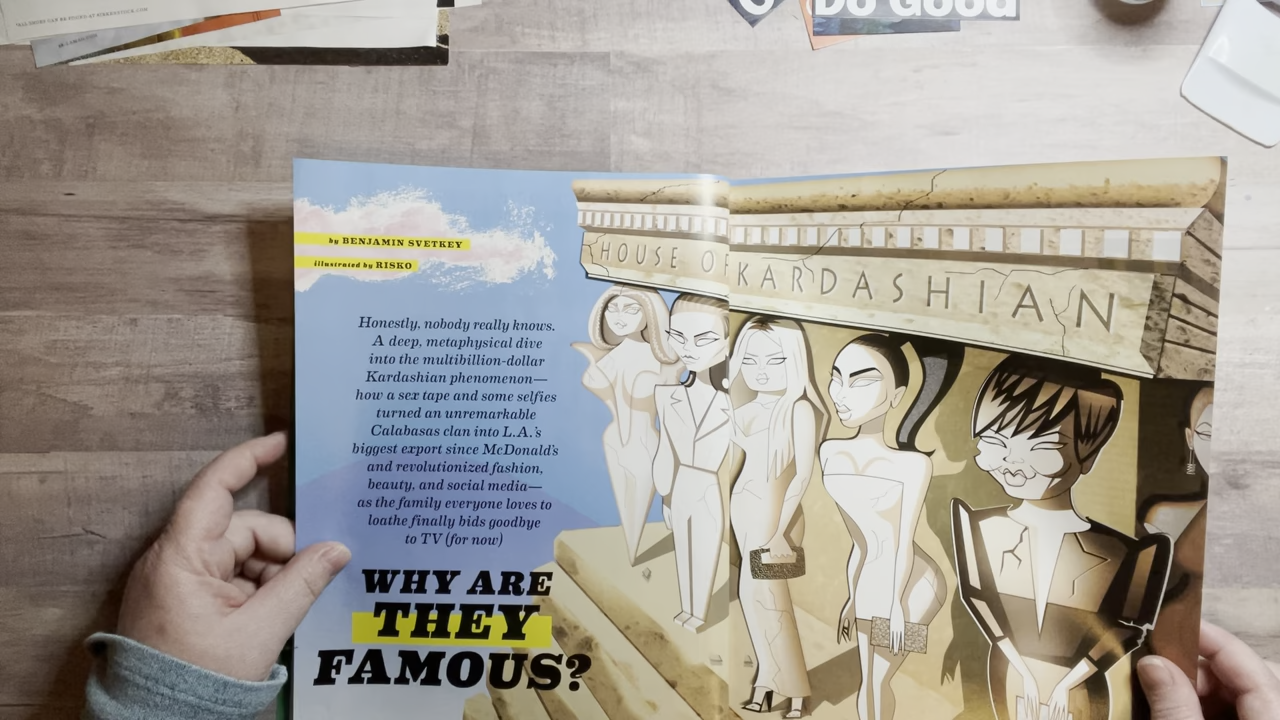 Do Good
by BENJAMIN SVETKEY
illustrated by RISKO
HOUSE OF KARDASHIAN
Honestly, nobody really knows.
A deep, metaphysical dive
into the multibillion-dollar
Kardashian phenomenon—
how a sex tape and some selfies
turned an unremarkable
Calabasas clan into L.A.'s
biggest export since McDonald's
and revolutionized fashion,
beauty, and social media—
as the family everyone loves to
loathe finally bids goodbye
to TV (for now)
WHY ARE
THEY
FAMOUS?